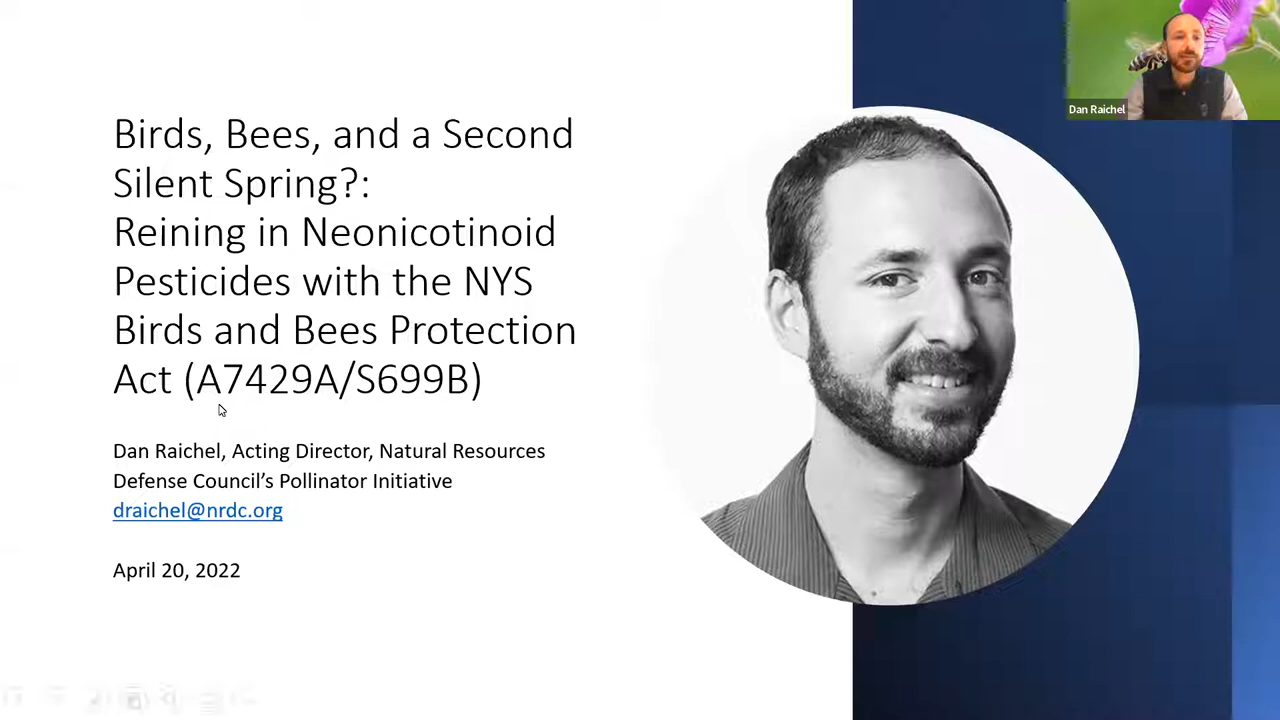 Birds, Bees, and a Second
Silent Spring?:
Reining in Neonicotinoid
Pesticides with the NYS
Birds and Bees Protection
Act (A7429A/S699B)
Dan Raichel, Acting Director, Natural Resources
Defense Council’s Pollinator Initiative
draichel@nrdc.org
April 20, 2022
Dan Raichel